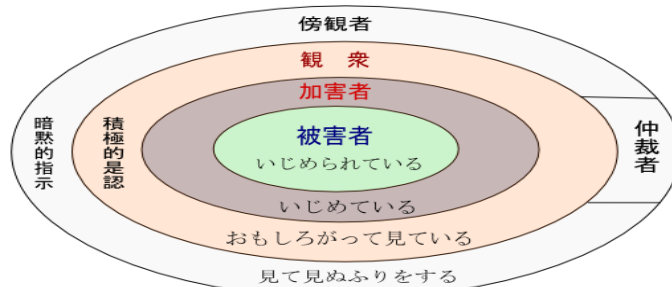 傍観者
観　衆
加害者
被害者
いじめられている
いじめている
おもしろがって見ている
見て見ぬふりをする
暗黙的指示
積極的是認
仲裁者